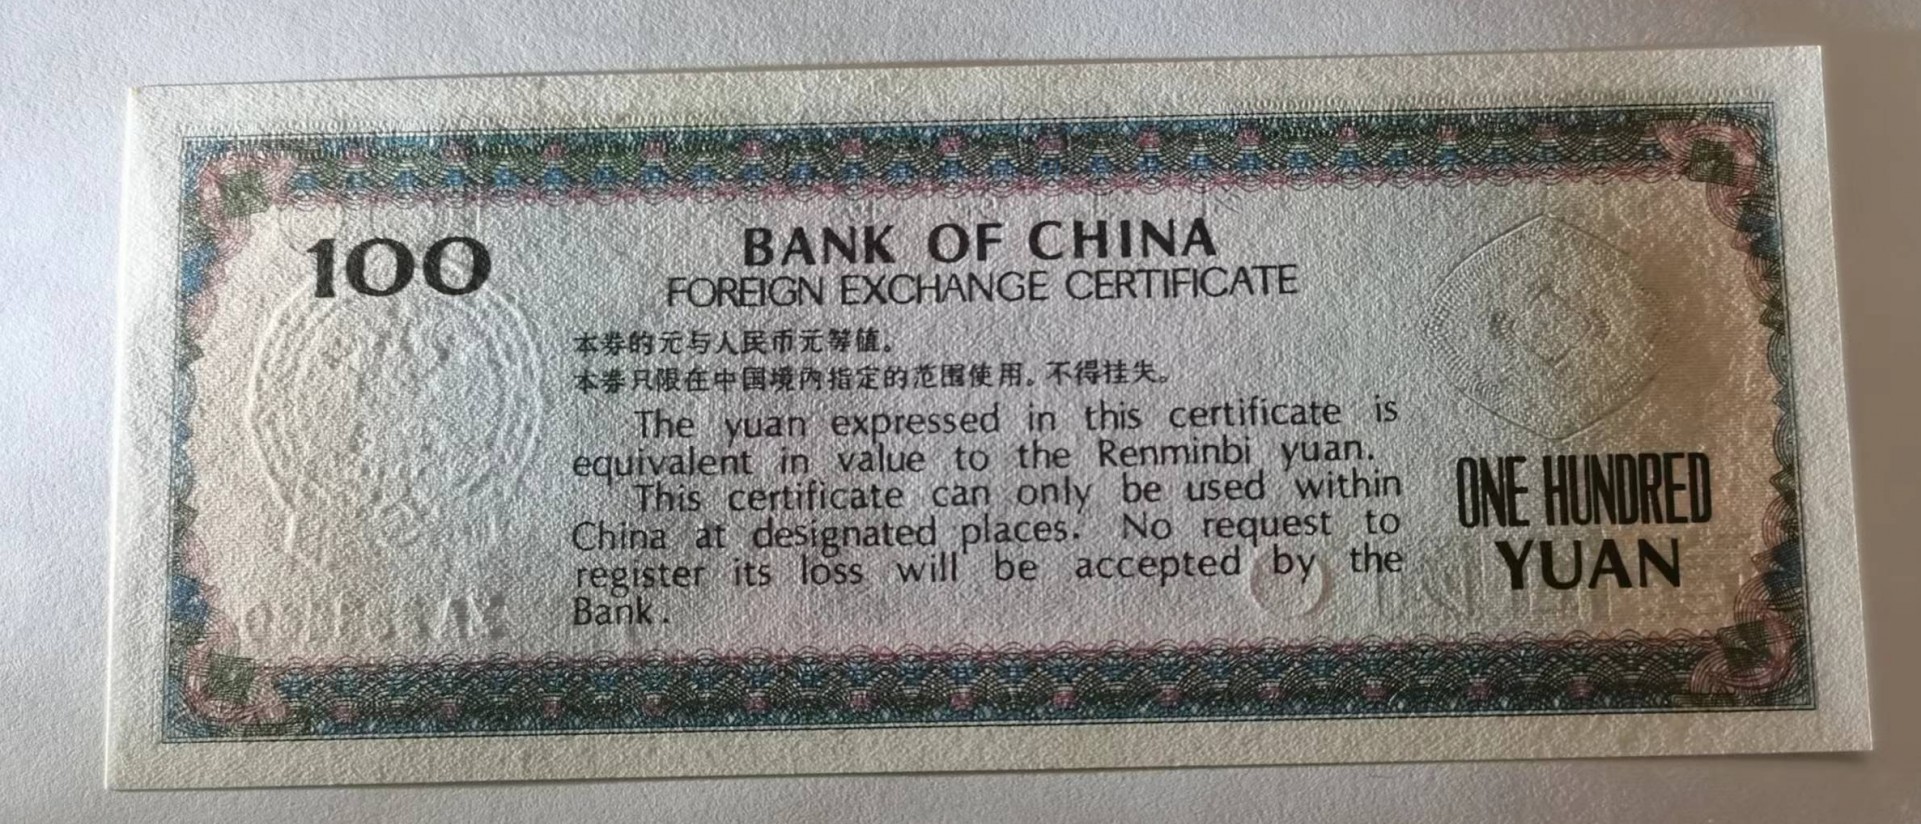 100
BANK OF CHINA
FOREIGN EXCHANGE CERTIFICATE
本券的元与人民币元等值。
本券只限在中国境内指定的范围使用。不得挂失。
The yuan expressed in this certificate is
equivalent in value to the Renminbi yuan.
This certificate can only be used within
China at designated places. No request to
register its loss will be accepted by the
Bank.
ONE HUNDRED
YUAN